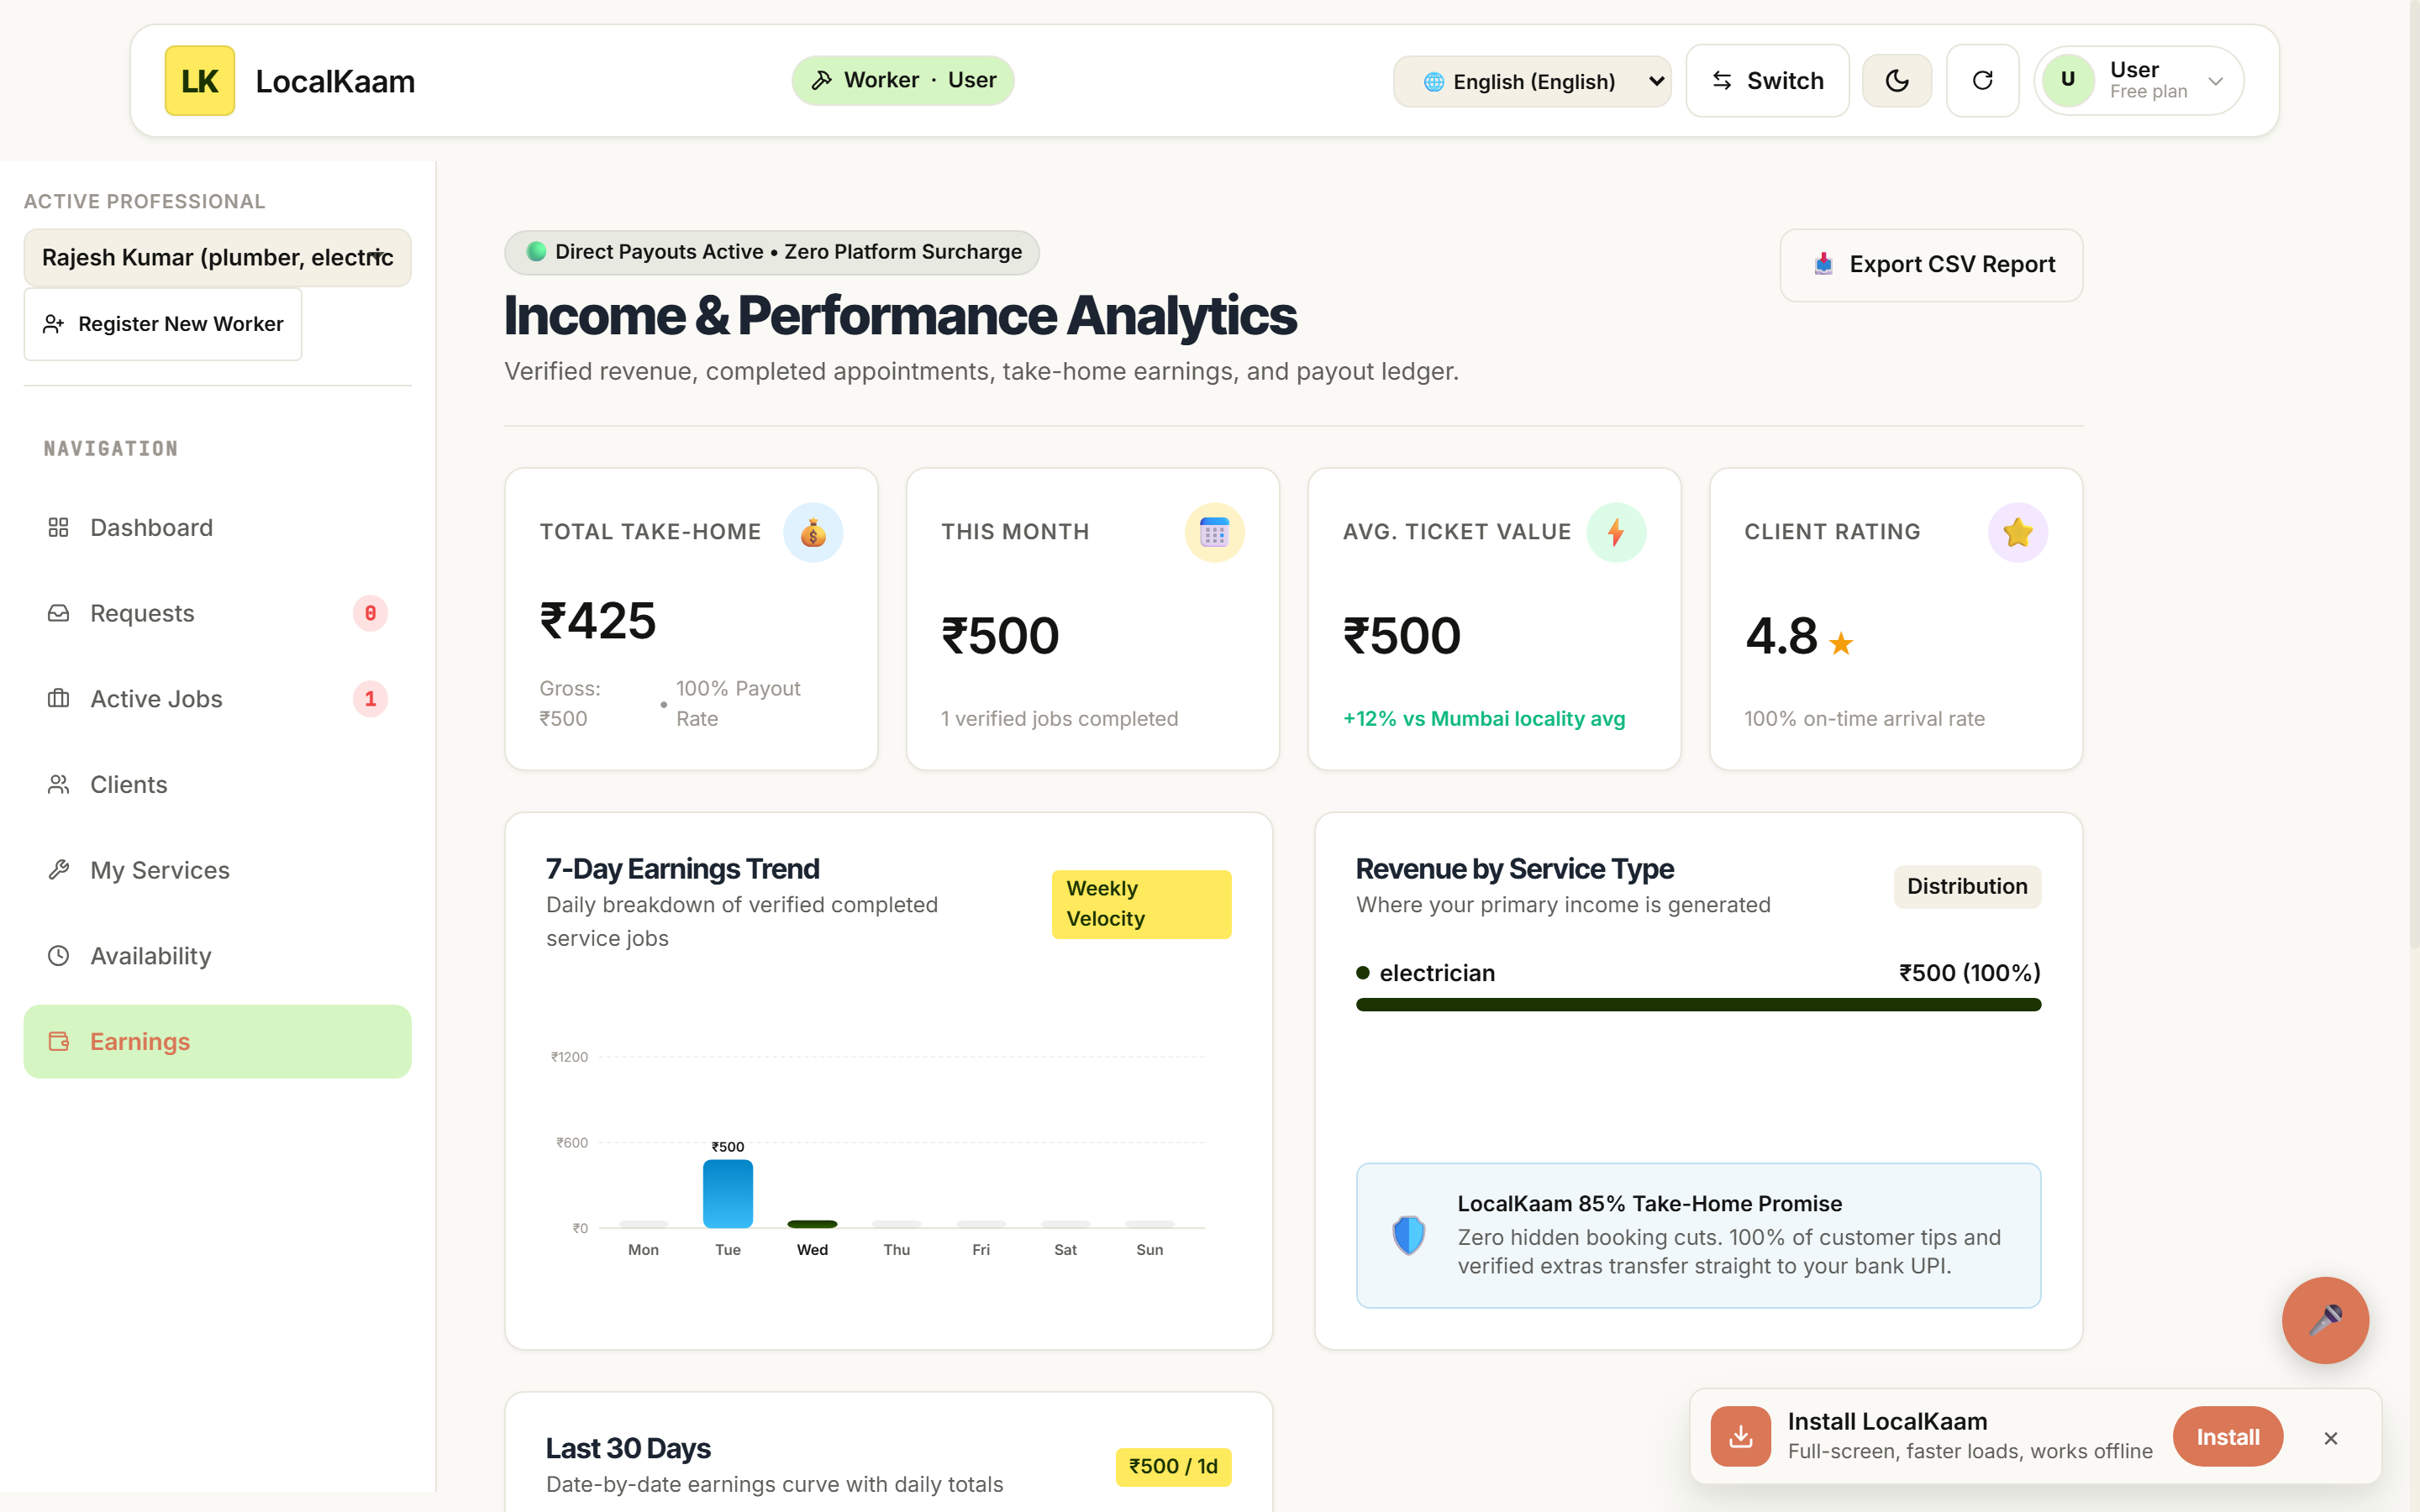 LK LocalKaam
Worker · User
English (English)
Switch
U
User
Free plan
ACTIVE PROFESSIONAL
Rajesh Kumar (plumber, electric
Register New Worker
NAVIGATION
Dashboard
Requests 0
Active Jobs 1
Clients
My Services
Availability
Earnings
Direct Payouts Active • Zero Platform Surcharge
Income & Performance Analytics
Verified revenue, completed appointments, take-home earnings, and payout ledger.
Export CSV Report
TOTAL TAKE-HOME
₹425
Gross:
₹500
•
100% Payout
Rate
THIS MONTH
₹500
1 verified jobs completed
AVG. TICKET VALUE
₹500
+12% vs Mumbai locality avg
CLIENT RATING
4.8 ★
100% on-time arrival rate
7-Day Earnings Trend
Daily breakdown of verified completed
service jobs
Weekly
Velocity
₹1200
₹600
₹500
₹0
Mon Tue Wed Thu Fri Sat Sun
Revenue by Service Type
Where your primary income is generated
Distribution
electrician ₹500 (100%)
LocalKaam 85% Take-Home Promise
Zero hidden booking cuts. 100% of customer tips and
verified extras transfer straight to your bank UPI.
Last 30 Days
Date-by-date earnings curve with daily totals
₹500 / 1d
Install LocalKaam
Full-screen, faster loads, works offline
Install
×